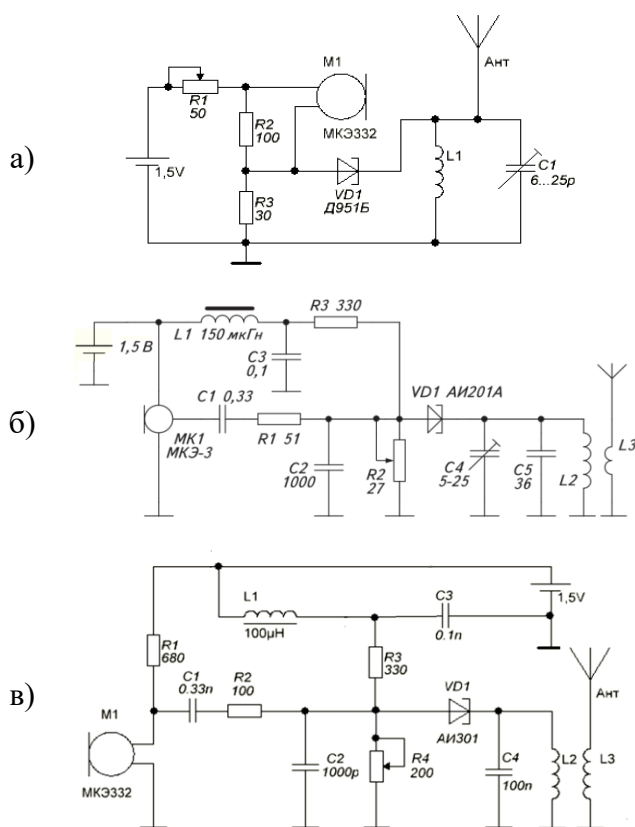 а)
M1
Ант
R1
50
R2
100
МКЭ332
L1
C1
6...25p
1,5V
VD1
Д951Б
R3
30
б)
R3 330
L1 150 мкГн
1,5 В
C3
0,1
C1 0,33
VD1 АИ201А
МК1
МКЭ-3
R1 51
C2
1000
R2
27
C4
5-25
C5
36
L2
L3
в)
L1
100µH
C3
0.1n
1,5V
R1
680
C1
0.33n
R2
100
R3
330
VD1
АИ301
Ант
M1
МКЭ332
C2
1000p
R4
200
C4
100n
L2
L3